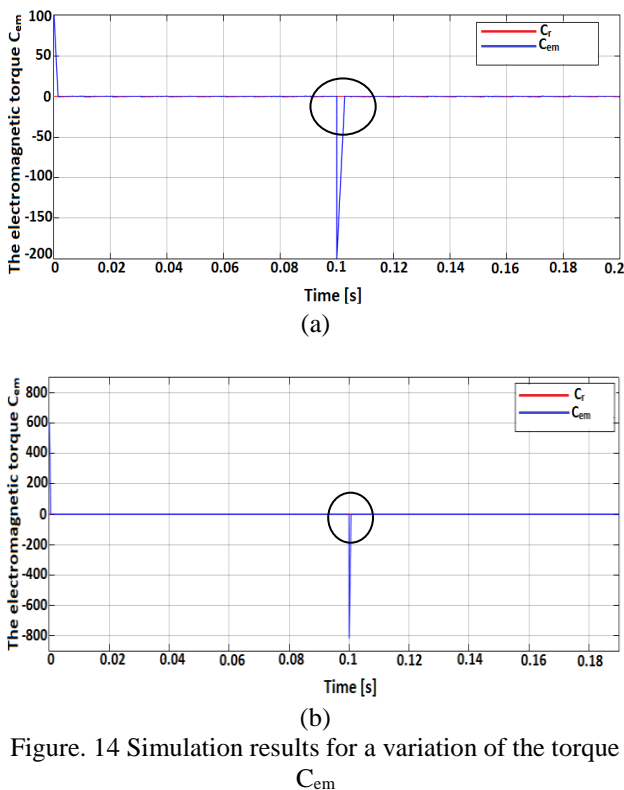 The electromagnetic torque Cem
100
50
0
-50
-100
-150
-200
Cr
Cem
0 0.02 0.04 0.06 0.08 0.1 0.12 0.14 0.16 0.18 0.2
Time [s]
(a)
The electromagnetic torque Cem
800
600
400
200
0
-200
-400
-600
-800
Cr
Cem
0 0.02 0.04 0.06 0.08 0.1 0.12 0.14 0.16 0.18
Time [s]
(b)
Figure. 14 Simulation results for a variation of the torque
Cem